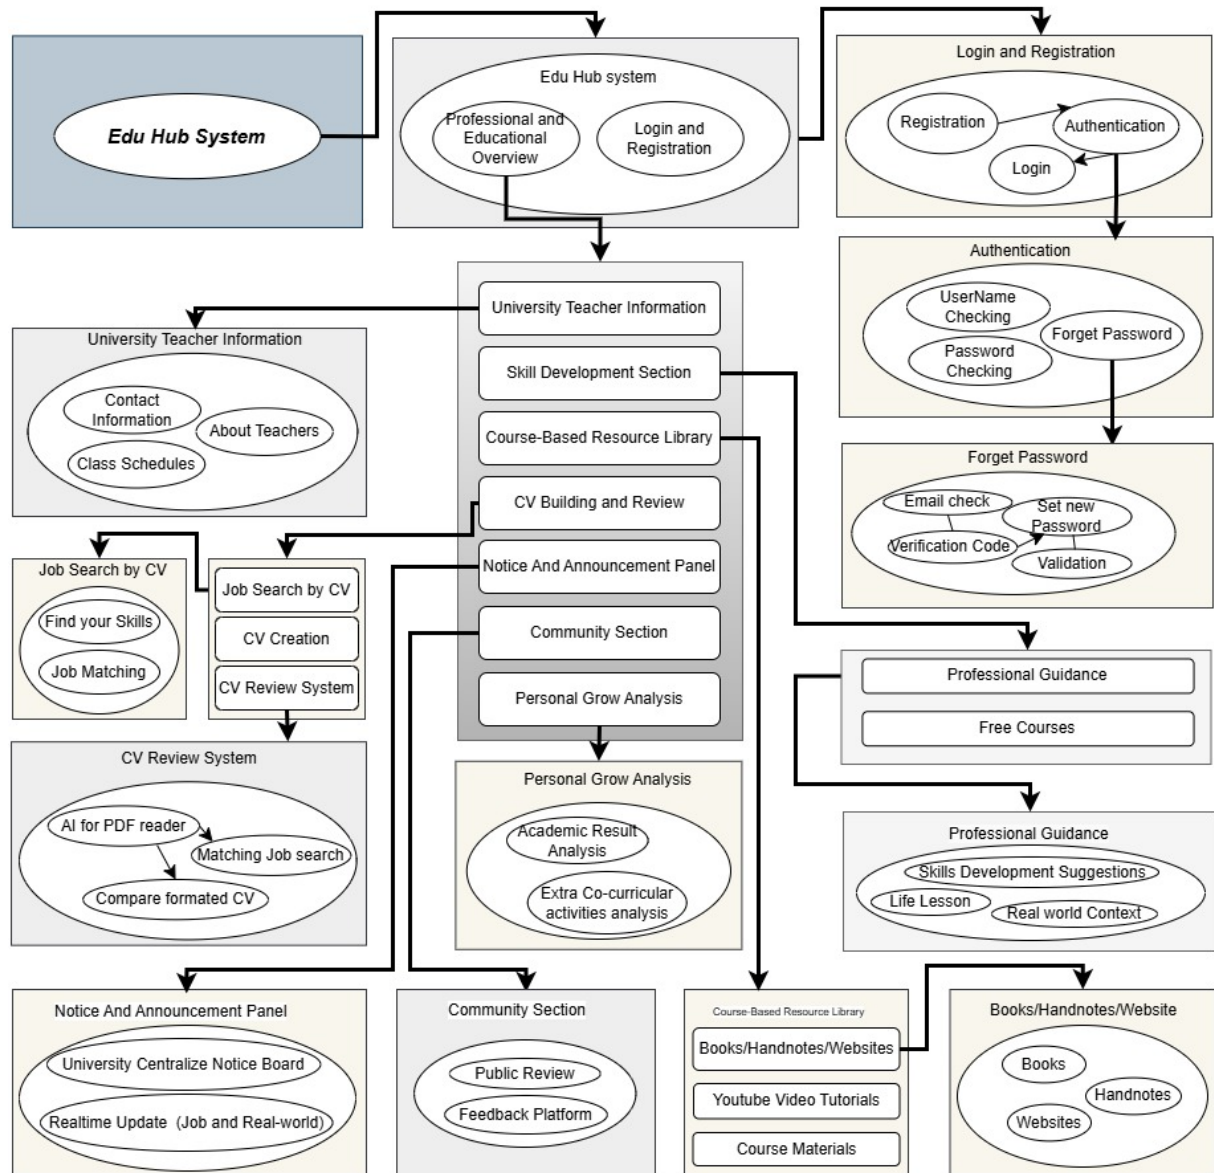 Edu Hub System
Edu Hub system
Professional and
Educational
Overview
Login and
Registration
Login and Registration
Registration
Authentication
Login
Authentication
UserName
Checking
Password
Checking
Forget Password
Forget Password
Email check
Set new
Password
Verification Code
Validation
University Teacher Information
Skill Development Section
Course-Based Resource Library
CV Building and Review
Notice And Announcement Panel
Community Section
Personal Grow Analysis
University Teacher Information
Contact
Information
About Teachers
Class Schedules
Job Search by CV
Find your Skills
Job Matching
Job Search by CV
CV Creation
CV Review System
CV Review System
AI for PDF reader
Matching Job search
Compare formated CV
Personal Grow Analysis
Academic Result
Analysis
Extra Co-curricular
activities analysis
Professional Guidance
Free Courses
Professional Guidance
Skills Development Suggestions
Life Lesson
Real world Context
Notice And Announcement Panel
University Centralize Notice Board
Realtime Update (Job and Real-world)
Community Section
Public Review
Feedback Platform
Course-Based Resource Library
Books/Handnotes/Websites
Youtube Video Tutorials
Course Materials
Books/Handnotes/Website
Books
Handnotes
Websites